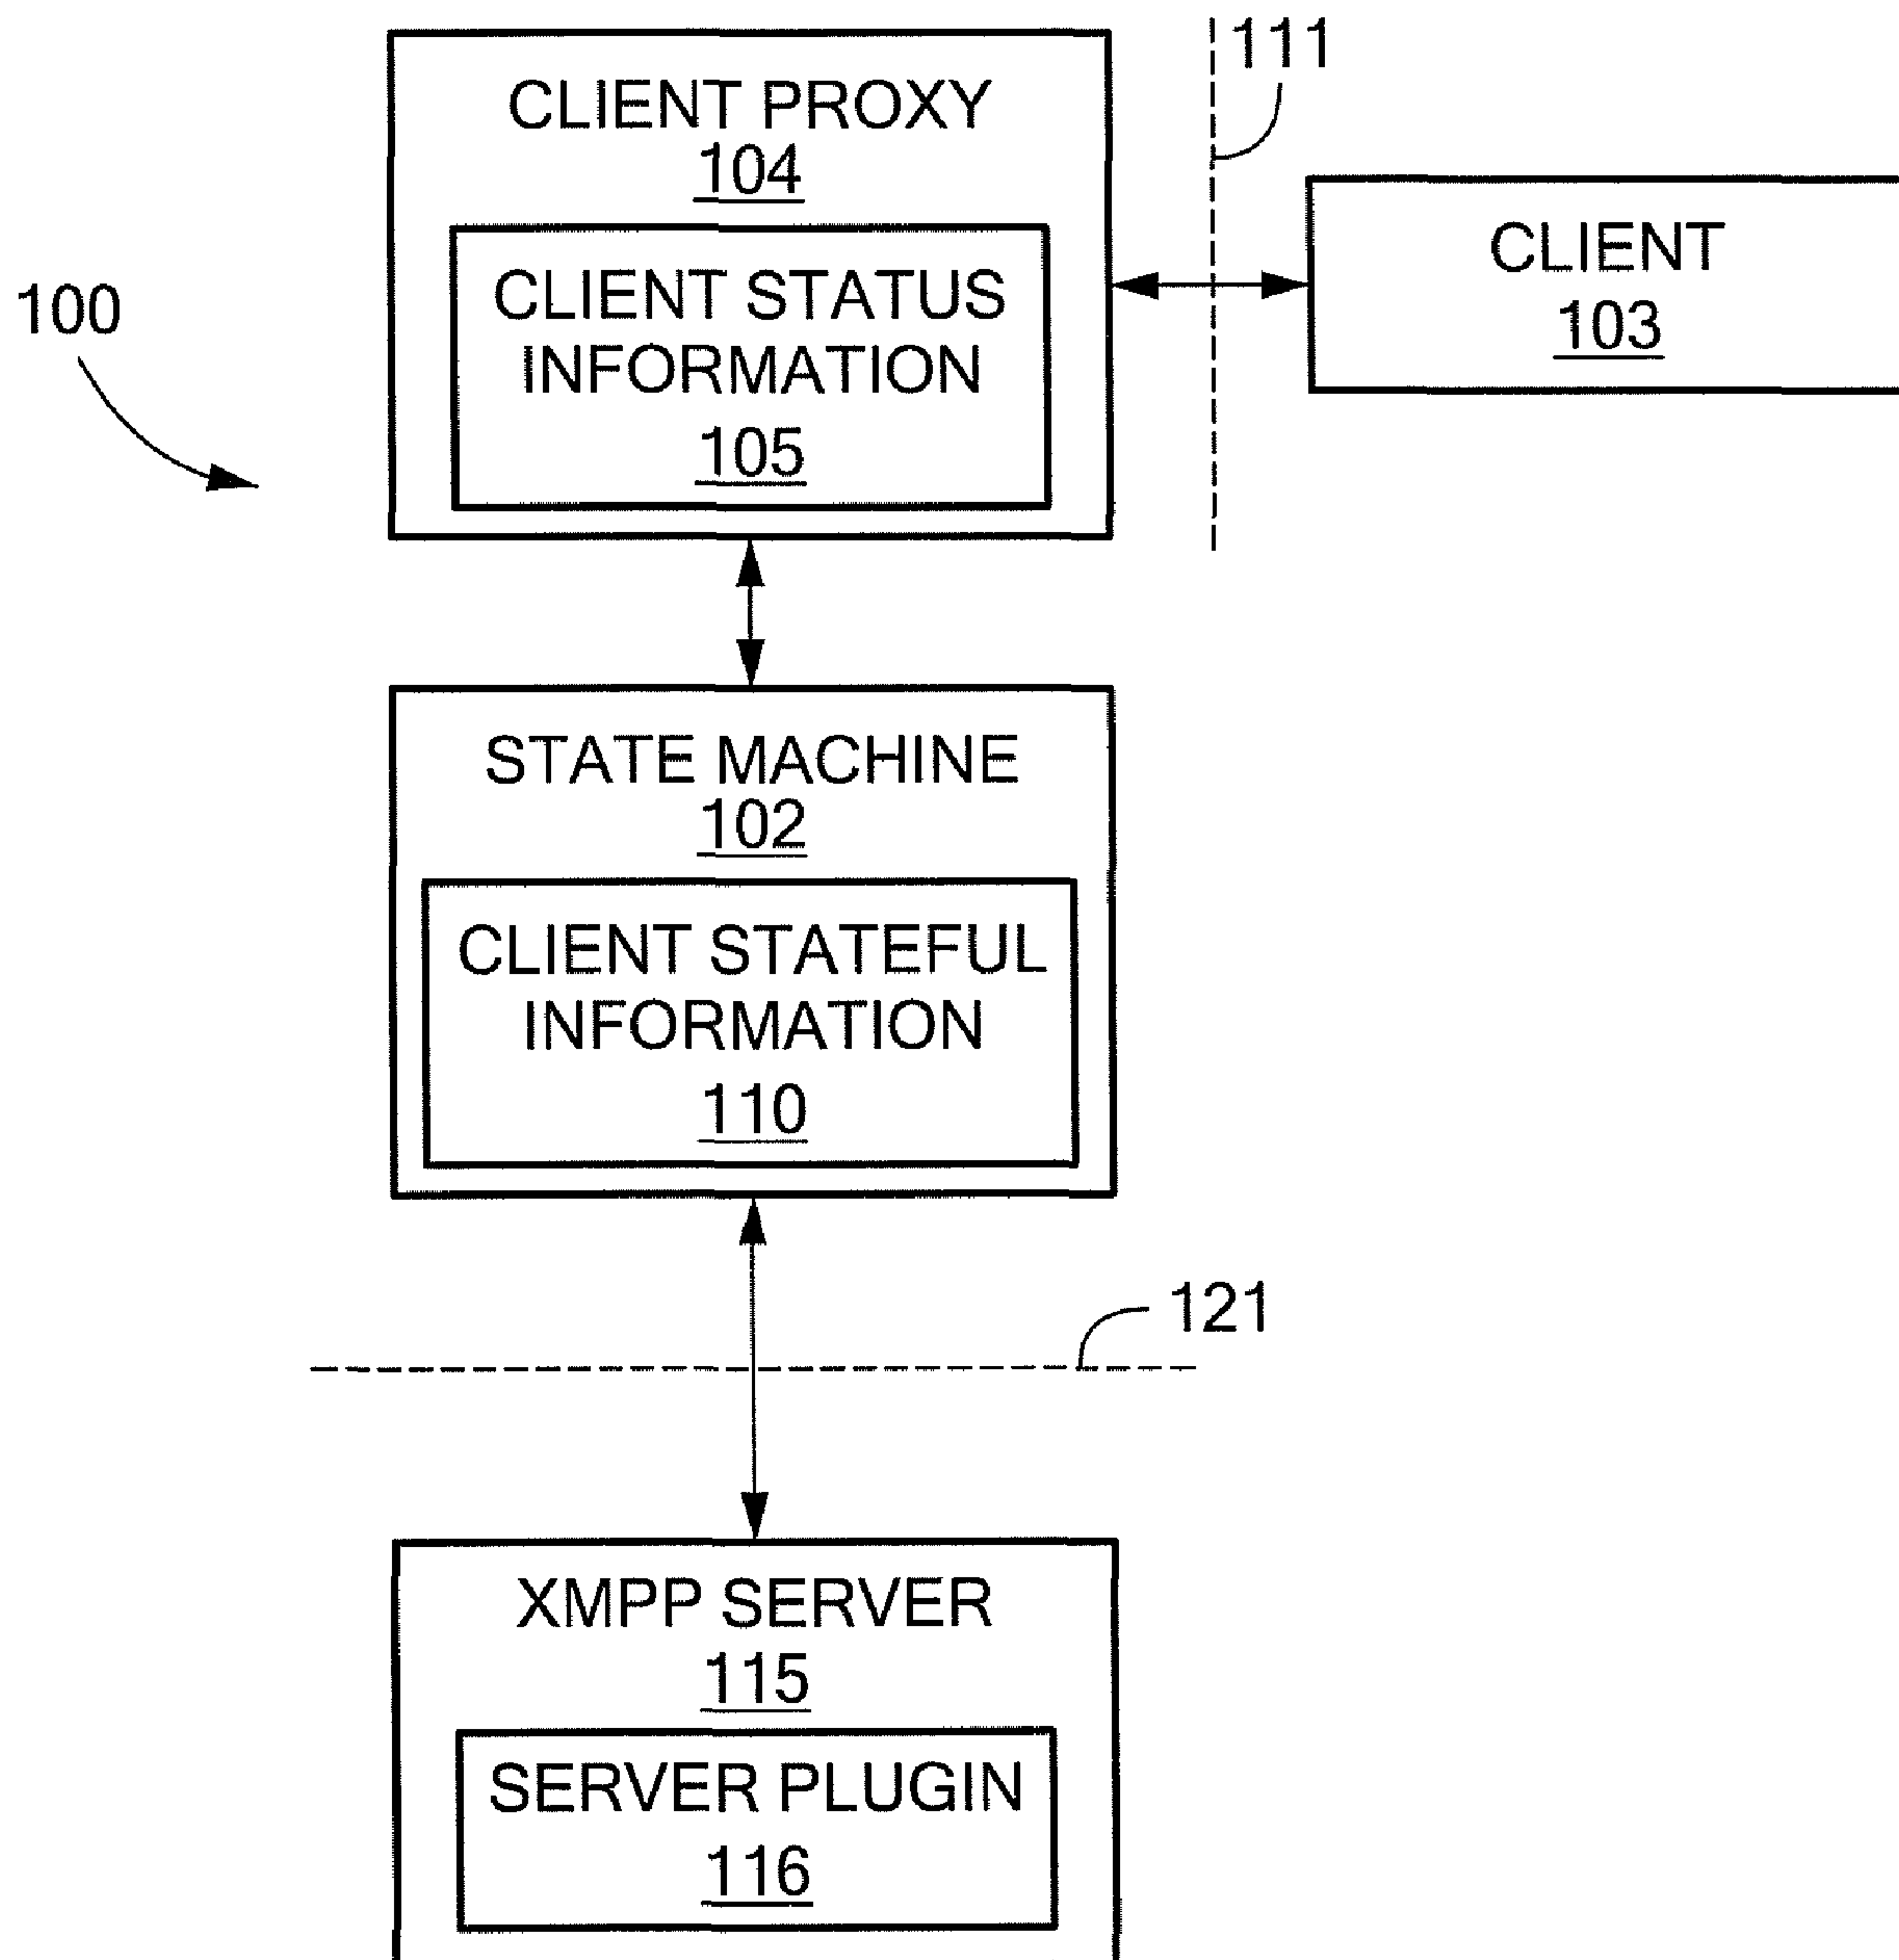 111
CLIENT PROXY
104
CLIENT
103
CLIENT STATUS
INFORMATION
105
100
STATE MACHINE
102
CLIENT STATEFUL
INFORMATION
110
121
XMPP SERVER
115
SERVER PLUGIN
116